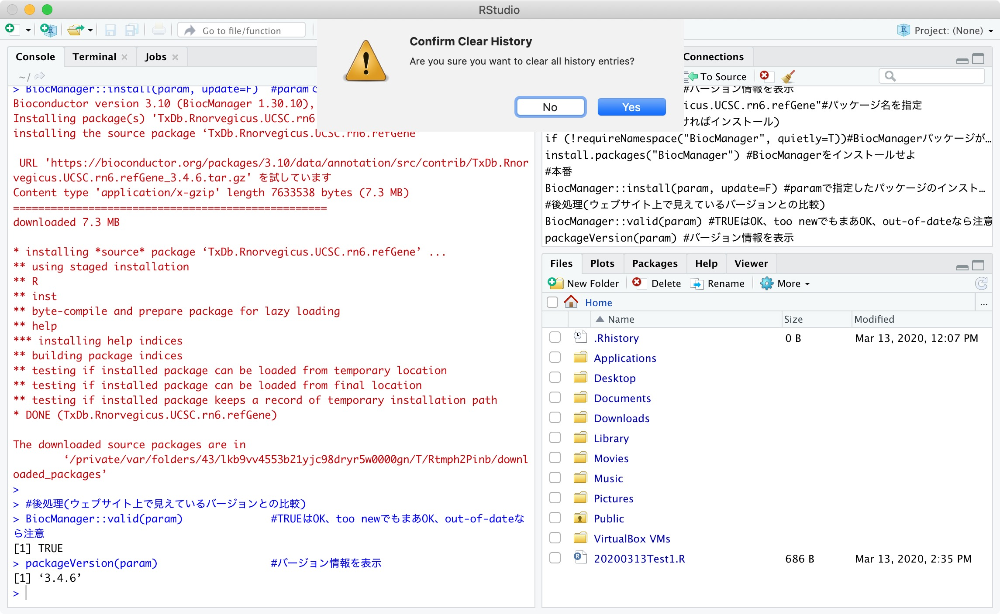 RStudio
Go to file/function
Project: (None)
Console
Terminal
Jobs
~/
> BiocManager::install(param, update=F)  #param
Bioconductor version 3.10 (BiocManager 1.30.10),
Installing package(s) 'TxDb.Rnorvegicus.UCSC.rn6
installing the source package ‘TxDb.Rnorvegicus.UCSC.rn6.refGene’
URL 'https://bioconductor.org/packages/3.10/data/annotation/src/contrib/TxDb.Rnor
vegicus.UCSC.rn6.refGene_3.4.6.tar.gz' を試しています
Content type 'application/x-gzip' length 7633538 bytes (7.3 MB)
==================================================
downloaded 7.3 MB
* installing *source* package ‘TxDb.Rnorvegicus.UCSC.rn6.refGene’ ...
** using staged installation
** R
** inst
** byte-compile and prepare package for lazy loading
** help
*** installing help indices
** building package indices
** testing if installed package can be loaded from temporary location
** testing if installed package can be loaded from final location
** testing if installed package keeps a record of temporary installation path
* DONE (TxDb.Rnorvegicus.UCSC.rn6.refGene)
The downloaded source packages are in
‘/private/var/folders/43/lkb9vv4553b21yjc98dryr5w0000gn/T/Rtmph2Pinb/downl
oaded_packages’
>
> #後処理(ウェブサイト上で見えているバージョンとの比較)
> BiocManager::valid(param)              #TRUEはOK、too newでもまあOK、out-of-dateな
ら注意
[1] TRUE
> packageVersion(param)                  #バージョン情報を表示
[1] ‘3.4.6’
>
Confirm Clear History
Are you sure you want to clear all history entries?
No
Yes
Connections
To Source
#バージョン情報を表示
icus.UCSC.rn6.refGene"#パッケージ名を指定
ければインストール)
if (!requireNamespace("BiocManager", quietly=T))#BiocManagerパッケージが…
install.packages("BiocManager") #BiocManagerをインストールせよ
#本番
BiocManager::install(param, update=F) #paramで指定したパッケージのインスト…
#後処理(ウェブサイト上で見えているバージョンとの比較)
BiocManager::valid(param) #TRUEはOK、too newでもまあOK、out-of-dateなら注意
packageVersion(param) #バージョン情報を表示
Files
Plots
Packages
Help
Viewer
New Folder
Delete
Rename
More
Home
...
Name
Size
Modified
.Rhistory 0 B Mar 13, 2020, 12:07 PM
Applications
Desktop
Documents
Downloads
Library
Movies
Music
Pictures
Public
VirtualBox VMs
20200313Test1.R 686 B Mar 13, 2020, 2:35 PM